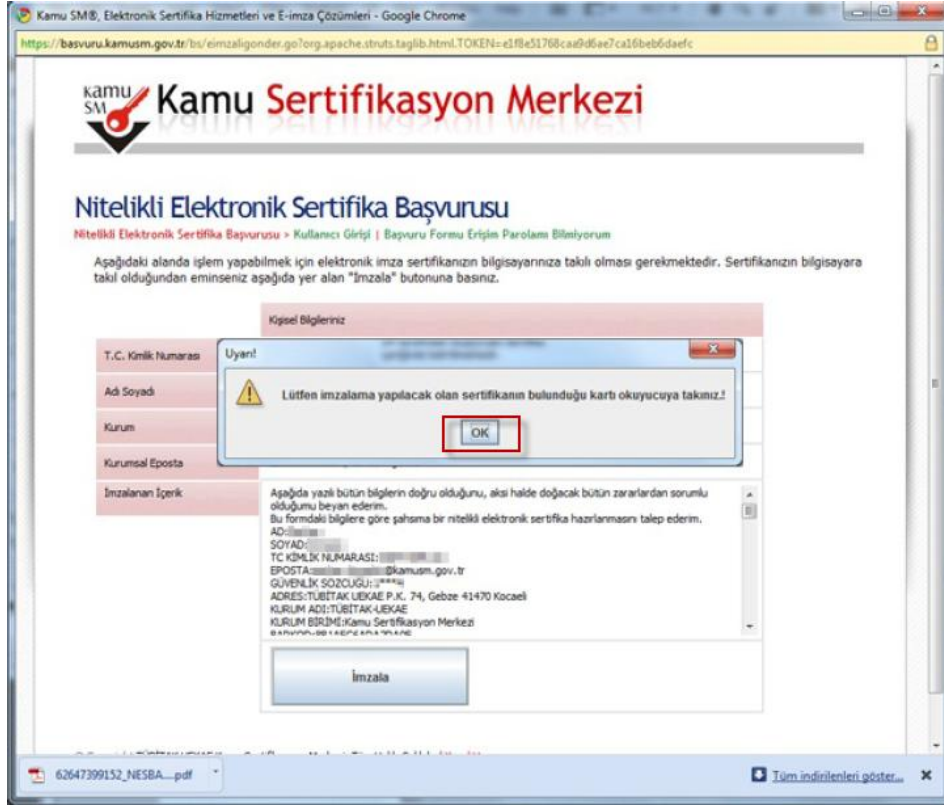 Kamu SM®, Elektronik Sertifika Hizmetleri ve E-imza Çözümleri - Google Chrome
https://basvuru.kamusm.gov.tr/bs/eimzaligonder.go?org.apache.struts.taglib.html.TOKEN=e1f8e51768caa9d6ae7ca16beb6daefc
Kamu SM Kamu Sertifikasyon Merkezi
Nitelikli Elektronik Sertifika Başvurusu
Nitelikli Elektronik Sertifika Başvurusu > Kullanıcı Girişi | Başvuru Formu Erişim Parolamı Bilmiyorum
Aşağıdaki alanda işlem yapabilmek için elektronik imza sertifikanızın bilgisayarınıza takılı olması gerekmektedir. Sertifikanızın bilgisayara
takıl olduğundan eminseniz aşağıda yer alan "İmzala" butonuna basınız.
Kişisel Bilgileriniz
T.C. Kimlik Numarası
Uyarı!
Adı Soyadı
Lütfen imzalama yapılacak olan sertifikanın bulunduğu kartı okuyucuya takınız.!
Kurum
OK
Kurumsal Eposta
İmzalanan İçerik
Aşağıda yazılı bütün bilgilerin doğru olduğunu, aksi halde doğacak bütün zararlardan sorumlu
olduğumu beyan ederim.
Bu formdaki bilgilere göre şahsıma bir nitelikli elektronik sertifka hazırlanmasını talep ederim.
AD:
SOYAD:
TC KİMLİK NUMARASI:
EPOSTA: @kamusm.gov.tr
GÜVENLİK SOZCUĞU: ****
ADRES:TÜBİTAK UEKAE P.K. 74, Gebze 41470 Kocaeli
KURUM ADI:TÜBİTAK-UEKAE
KURUM BİRİMİ:Kamu Sertifikasyon Merkezi
İmzala
62647399152_NESBA....pdf
Tüm indirilenleri göster...